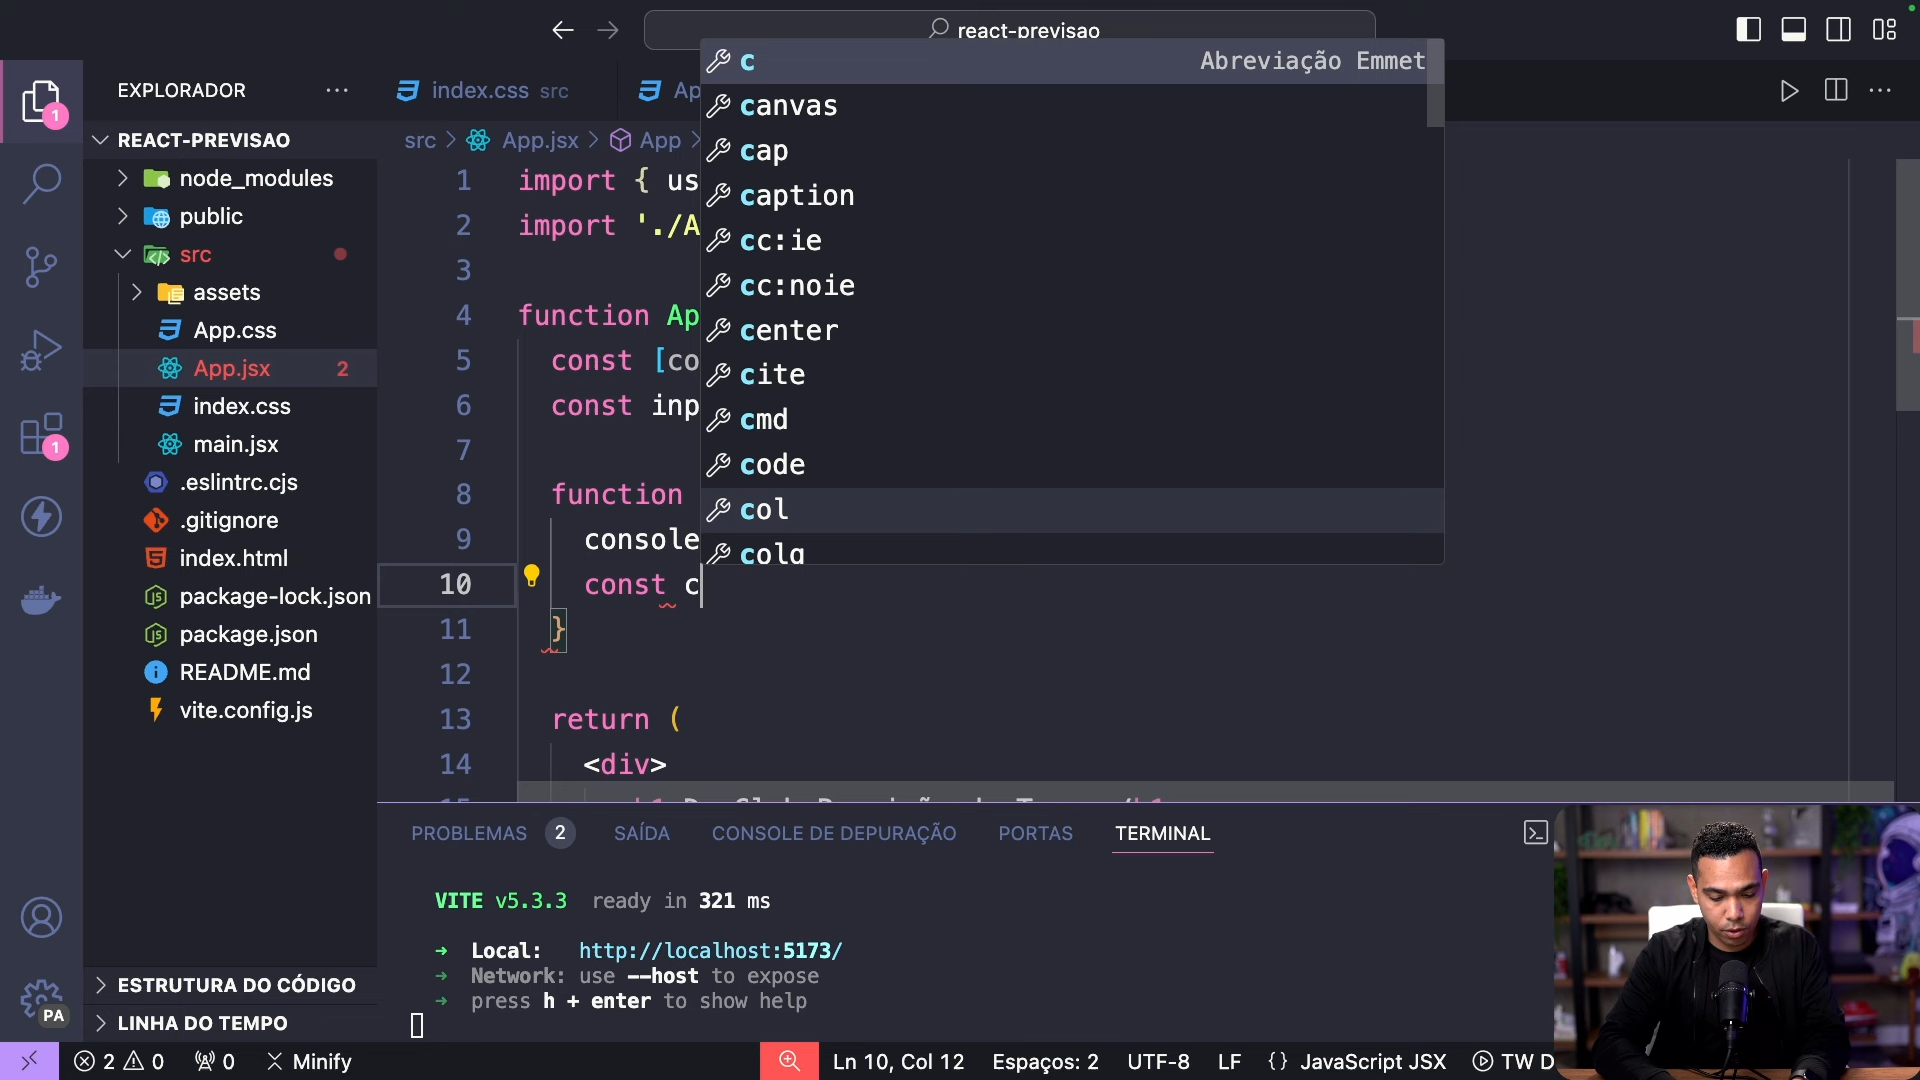 react-previsao
EXPLORADOR
index.css src
Ap
REACT-PREVISAO
node_modules
public
src
assets
App.css
App.jsx 2
index.css
main.jsx
.eslintrc.cjs
.gitignore
index.html
package-lock.json
package.json
README.md
vite.config.js
ESTRUTURA DO CÓDIGO
LINHA DO TEMPO
1
1
PA
src > App.jsx > App >
1 import { us
2 import './A
3
4 function Ap
5 const [co
6 const inp
7
8 function
9 console
10 const c
11 }
12
13 return (
14 <div>
c Abreviação Emmet
canvas
cap
caption
cc:ie
cc:noie
center
cite
cmd
code
col
colg
PROBLEMAS 2 SAÍDA CONSOLE DE DEPURAÇÃO PORTAS TERMINAL
VITE v5.3.3 ready in 321 ms
➜ Local: http://localhost:5173/
➜ Network: use --host to expose
➜ press h + enter to show help
2 0 0 Minify Ln 10, Col 12 Espaços: 2 UTF-8 LF {} JavaScript JSX TW D